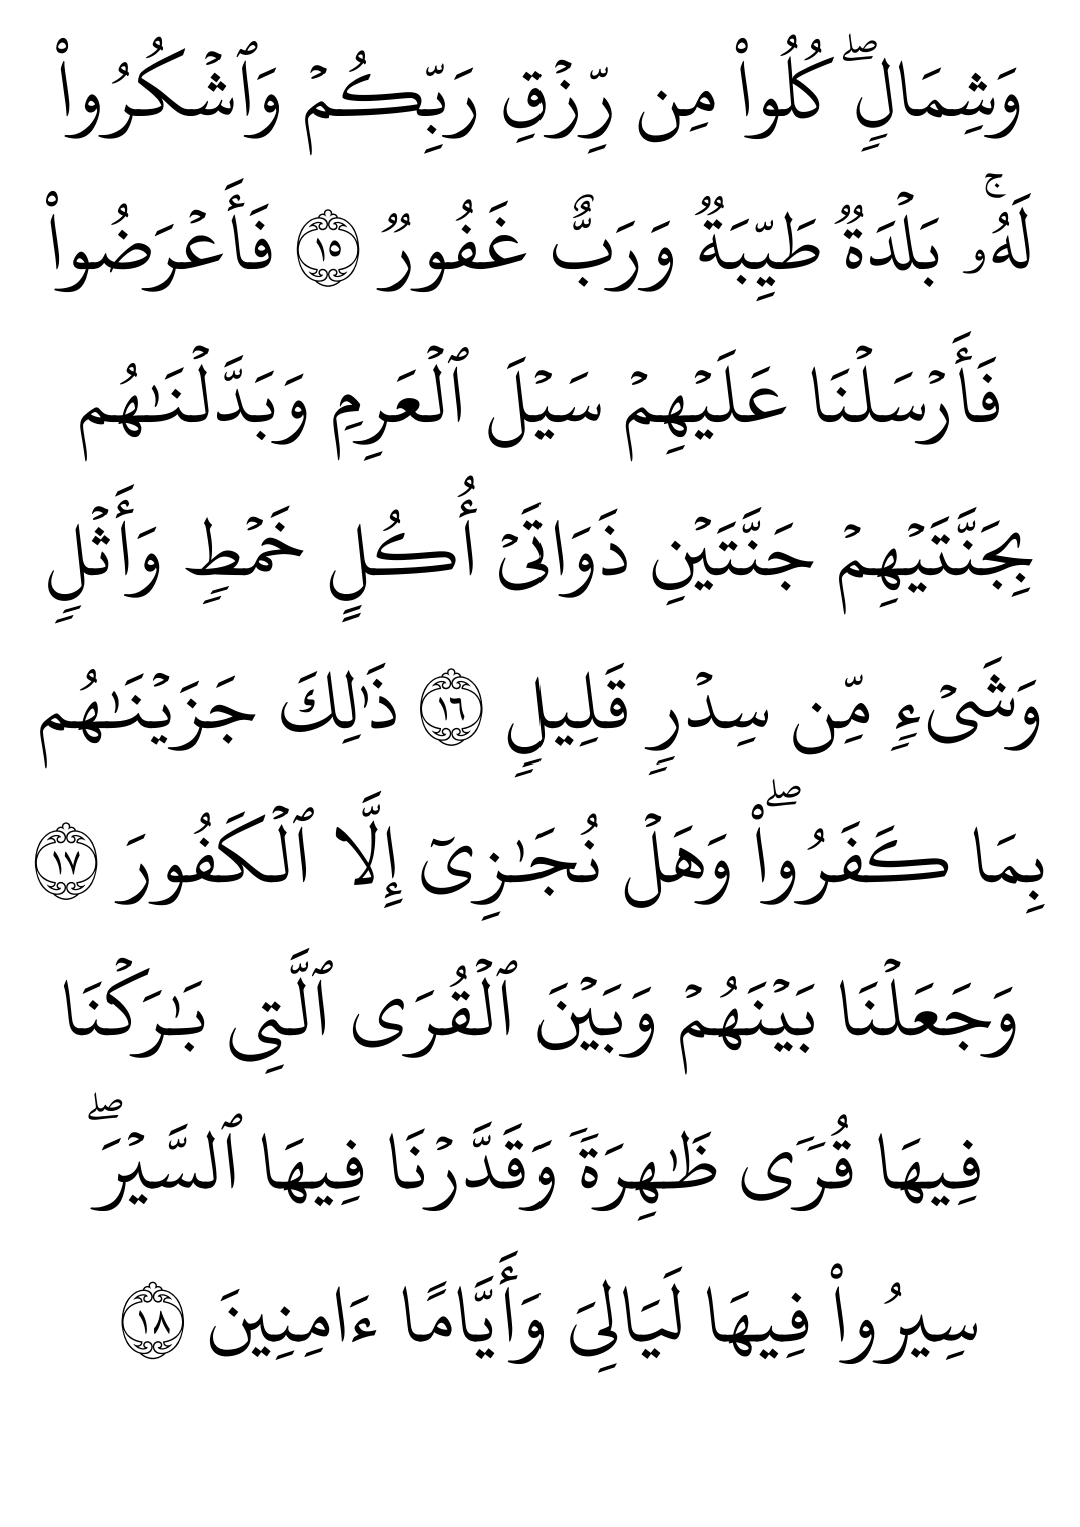 وَشِمَالٖۖ كُلُواْ مِن رِّزۡقِ رَبِّكُمۡ وَٱشۡكُرُواْ
لَهُۥۚ بَلۡدَةٞ طَيِّبَةٞ وَرَبٌّ غَفُورٞ ١٥ فَأَعۡرَضُواْ
فَأَرۡسَلۡنَا عَلَيۡهِمۡ سَيۡلَ ٱلۡعَرِمِ وَبَدَّلۡنَٰهُم
بِجَنَّتَيۡهِمۡ جَنَّتَيۡنِ ذَوَاتَيۡ أُكُلٍ خَمۡطٖ وَأَثۡلٖ
وَشَيۡءٖ مِّن سِدۡرٖ قَلِيلٖ ١٦ ذَٰلِكَ جَزَيۡنَٰهُم
بِمَا كَفَرُواْۖ وَهَلۡ نُجَٰزِيٓ إِلَّا ٱلۡكَفُورَ ١٧
وَجَعَلۡنَا بَيۡنَهُمۡ وَبَيۡنَ ٱلۡقُرَى ٱلَّتِي بَٰرَكۡنَا
فِيهَا قُرٗى ظَٰهِرَةٗ وَقَدَّرۡنَا فِيهَا ٱلسَّيۡرَۖ
سِيرُواْ فِيهَا لَيَالِيَ وَأَيَّامًا ءَامِنِينَ ١٨